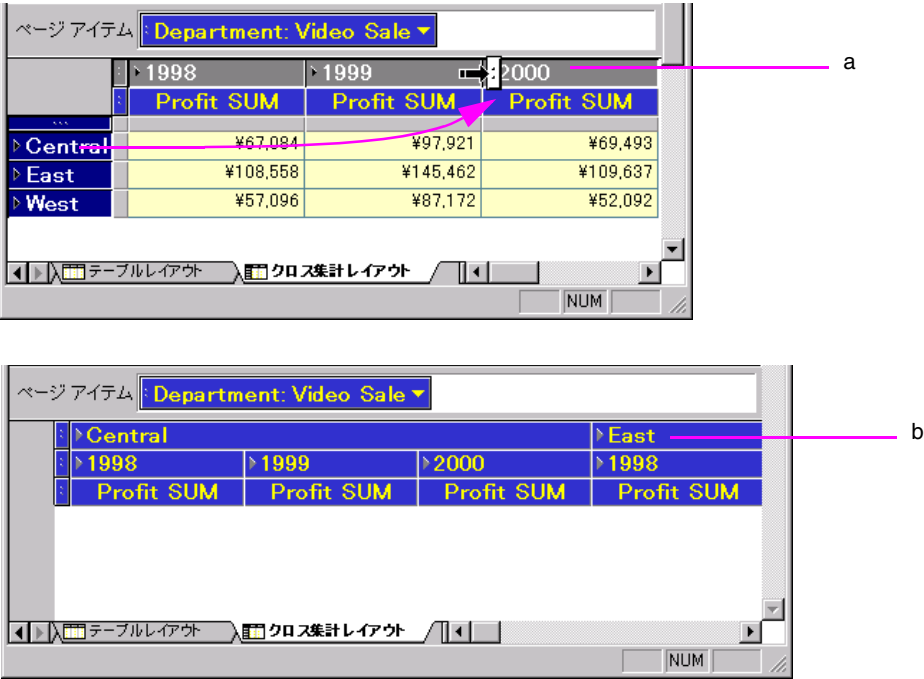 ページ アイテム Department: Video Sale
1998 1999 2000 a
Profit SUM Profit SUM Profit SUM
Central ¥67,084 ¥97,921 ¥69,493
East ¥108,558 ¥145,462 ¥109,637
West ¥57,096 ¥87,172 ¥52,092
テーブルレイアウト クロス集計レイアウト
NUM
ページ アイテム Department: Video Sale
Central East b
1998 1999 2000 1998
Profit SUM Profit SUM Profit SUM Profit SUM
テーブルレイアウト クロス集計レイアウト
NUM